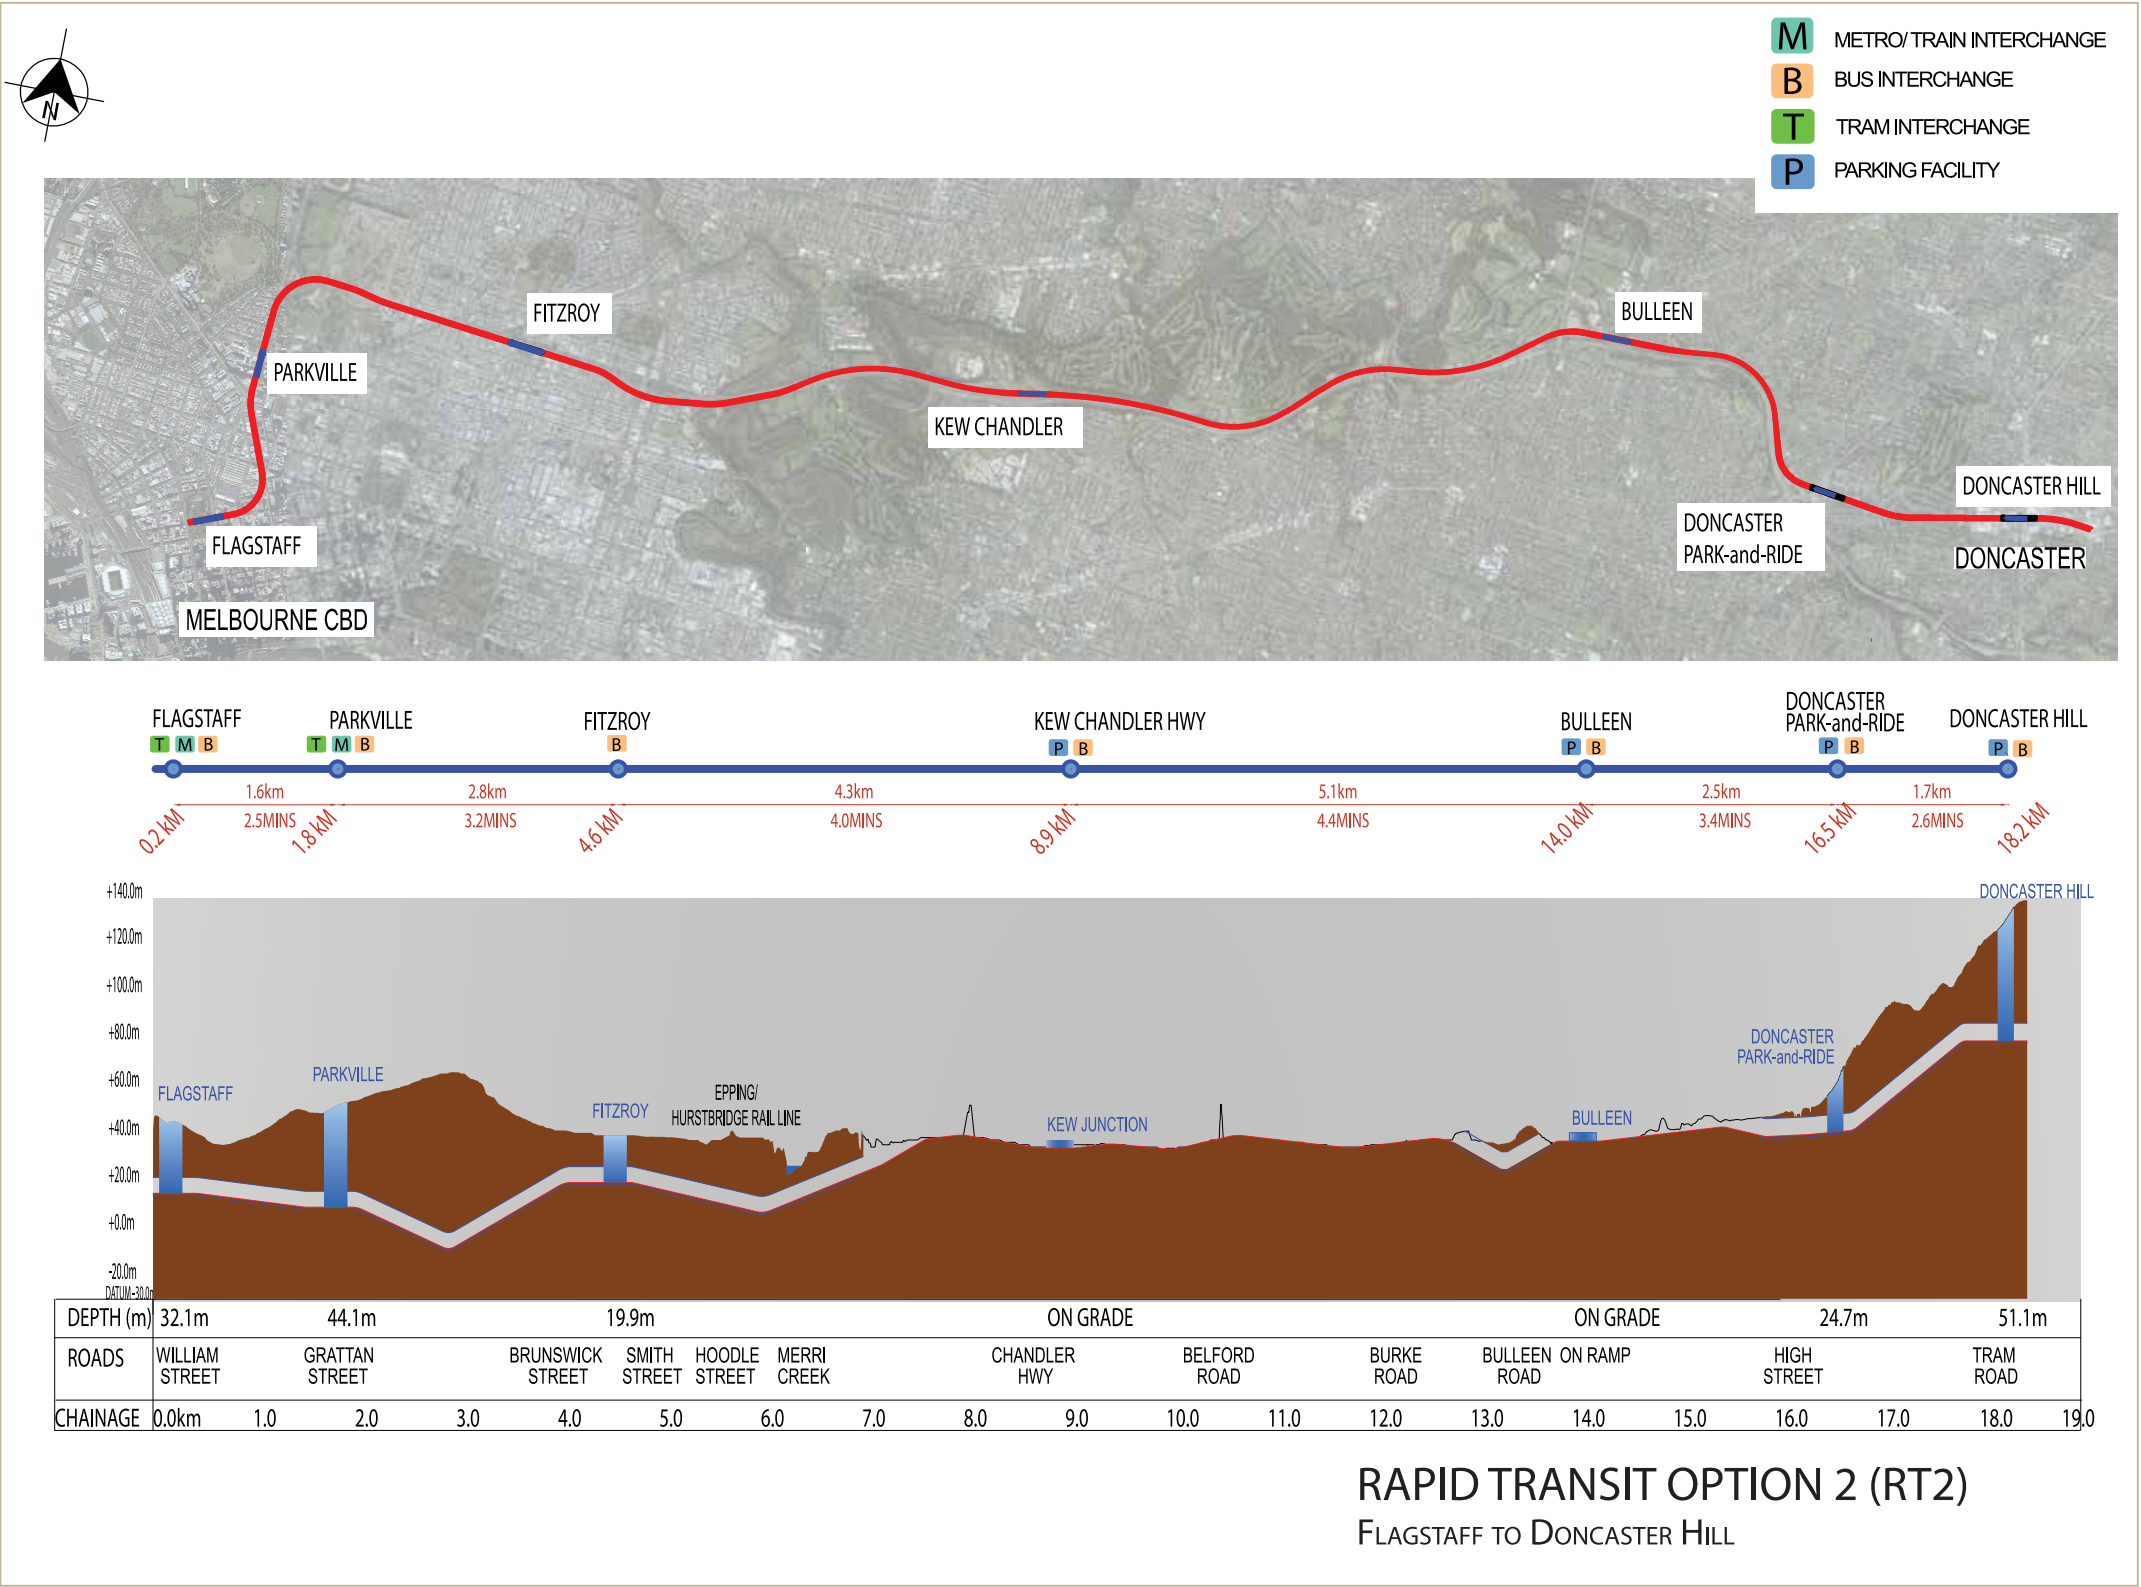 N
M METRO/ TRAIN INTERCHANGE
B BUS INTERCHANGE
T TRAM INTERCHANGE
P PARKING FACILITY
FITZROY
BULLEEN
PARKVILLE
KEW CHANDLER
DONCASTER HILL
DONCASTER
PARK-and-RIDE
FLAGSTAFF
DONCASTER
MELBOURNE CBD
FLAGSTAFF
T M B
PARKVILLE
T M B
FITZROY
B
KEW CHANDLER HWY
P B
BULLEEN
P B
DONCASTER
PARK-and-RIDE
P B
DONCASTER HILL
P B
1.6km 2.8km 4.3km 5.1km 2.5km 1.7km
2.5MINS 3.2MINS 4.0MINS 4.4MINS 3.4MINS 2.6MINS
0.2 kM 1.8 kM 4.6 kM 8.9 kM 14.0 kM 16.5 kM 18.2 kM
+140.0m
+120.0m
+100.0m
+80.0m
+60.0m
+40.0m
+20.0m
+0.0m
-20.0m
DATUM-30.0m
DONCASTER HILL
DONCASTER
PARK-and-RIDE
PARKVILLE
FLAGSTAFF
FITZROY
EPPING/
HURSTBRIDGE RAIL LINE
KEW JUNCTION
BULLEEN
DEPTH (m) 32.1m 44.1m 19.9m ON GRADE ON GRADE 24.7m 51.1m
ROADS
WILLIAM
STREET
GRATTAN
STREET
BRUNSWICK
STREET
SMITH
STREET
HOODLE
STREET
MERRI
CREEK
CHANDLER
HWY
BELFORD
ROAD
BURKE
ROAD
BULLEEN
ROAD
ON RAMP
HIGH
STREET
TRAM
ROAD
CHAINAGE 0.0km 1.0 2.0 3.0 4.0 5.0 6.0 7.0 8.0 9.0 10.0 11.0 12.0 13.0 14.0 15.0 16.0 17.0 18.0 19.0
RAPID TRANSIT OPTION 2 (RT2)
FLAGSTAFF TO DONCASTER HILL